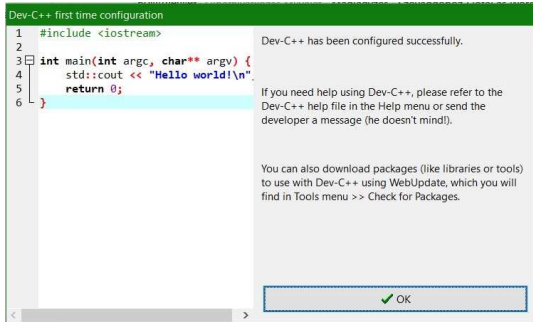 Dev-C++ first time configuration
1 #include <iostream>
2
3 int main(int argc, char** argv) {
4 std::cout << "Hello world!\n"
5 return 0;
6 }
Dev-C++ has been configured successfully.
If you need help using Dev-C++, please refer to the
Dev-C++ help file in the Help menu or send the
developer a message (he doesn't mind!).
You can also download packages (like libraries or tools)
to use with Dev-C++ using WebUpdate, which you will
find in Tools menu >> Check for Packages.
OK